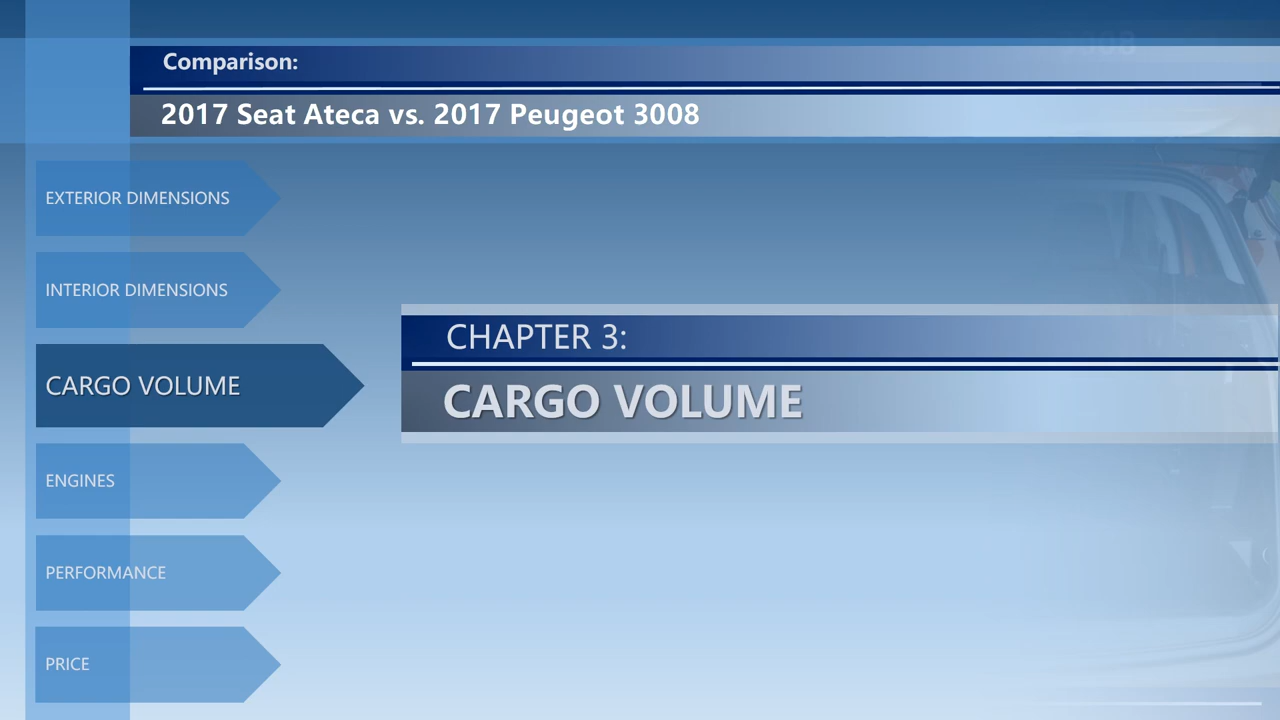 Comparison:
2017 Seat Ateca vs. 2017 Peugeot 3008
EXTERIOR DIMENSIONS
INTERIOR DIMENSIONS
CARGO VOLUME
ENGINES
PERFORMANCE
PRICE
CHAPTER 3:
CARGO VOLUME